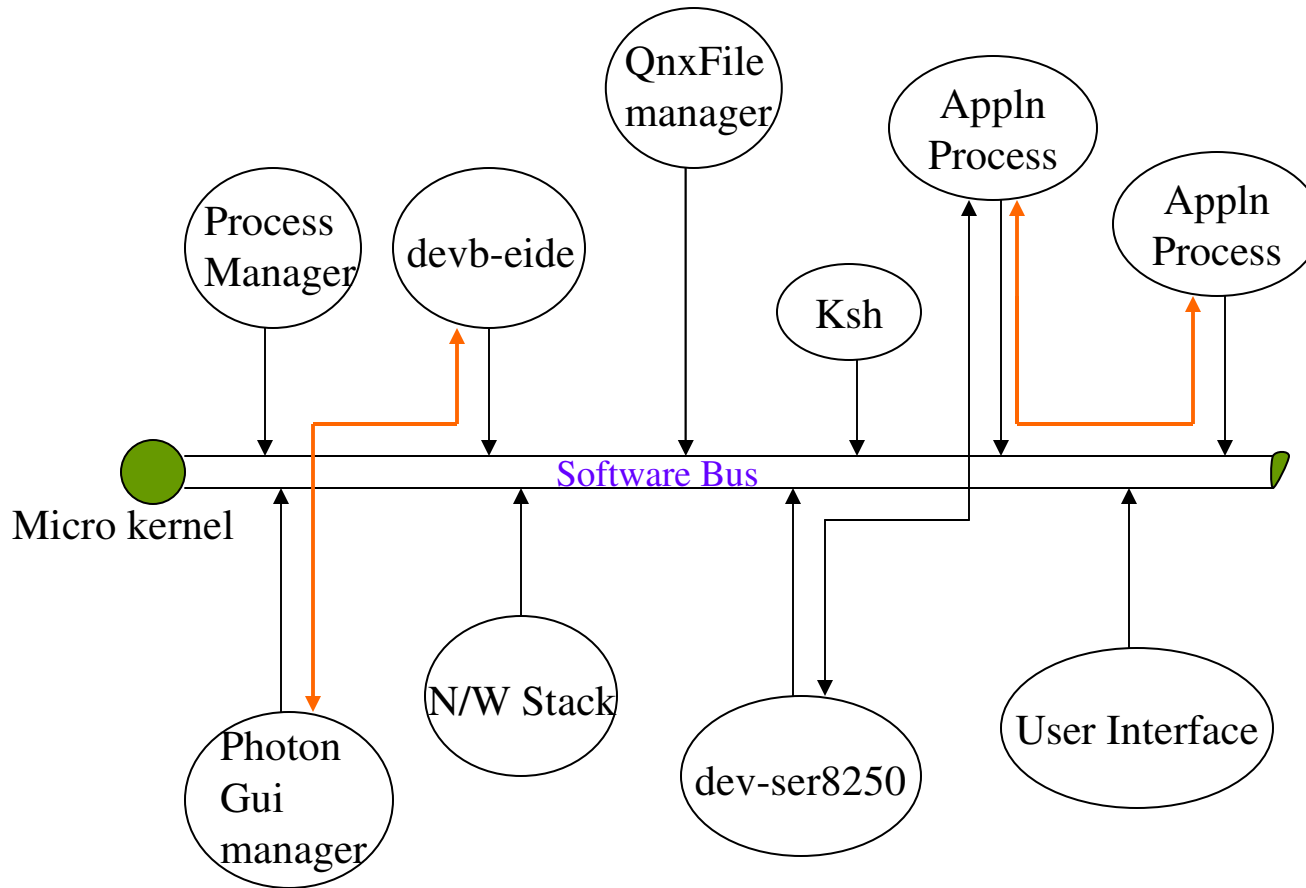 QnxFile
manager
Appln
Process
Appln
Process
Process
Manager
devb-eide
Ksh
Software Bus
Micro kernel
N/W Stack
Photon
Gui
manager
dev-ser8250
User Interface